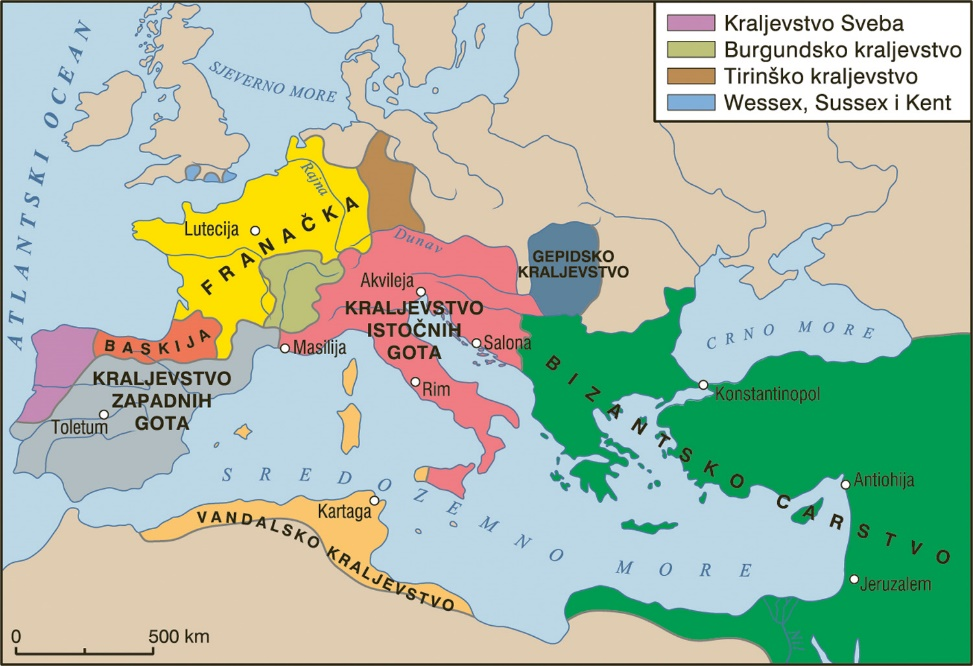 Kraljevstvo Sveba
Burgundsko kraljevstvo
Tirinško kraljevstvo
Wessex, Sussex i Kent
ATLANTSKI OCEAN
SJEVERNO MORE
Rajna
Lutecija
FRANAČKA
Dunav
GEPIDSKO
KRALJEVSTVO
Akvileja
KRALJEVSTVO
ISTOČNIH
GOTA
CRNO MORE
BASKIJA
Masilija
Salona
KRALJEVSTVO
ZAPADNIH
GOTA
Rim
Konstantinopol
Toletum
BIZANTSKO CARSTVO
SREDOZEMNO MORE
Antiohija
Kartaga
VANDALSKO KRALJEVSTVO
Jeruzalem
Nil
0 500 km